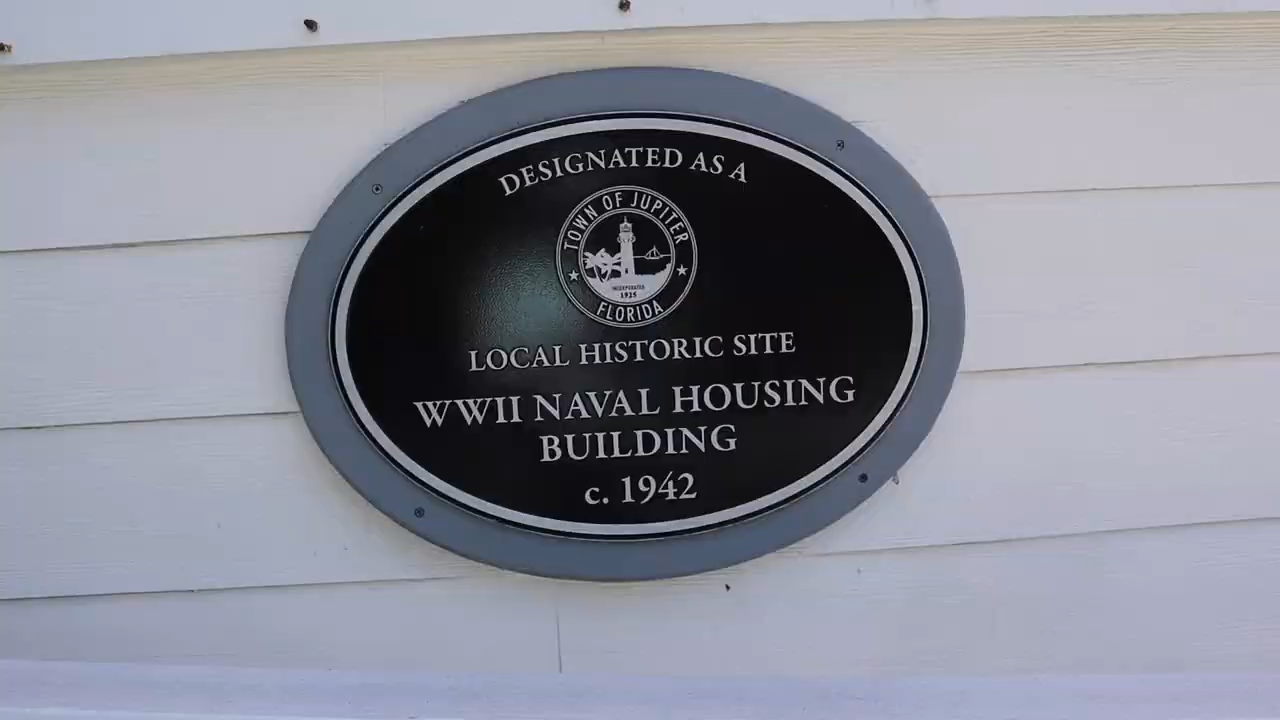 DESIGNATED AS A
TOWN OF JUPITER
INCORPORATED
1925
FLORIDA
LOCAL HISTORIC SITE
WWII NAVAL HOUSING
BUILDING
c. 1942